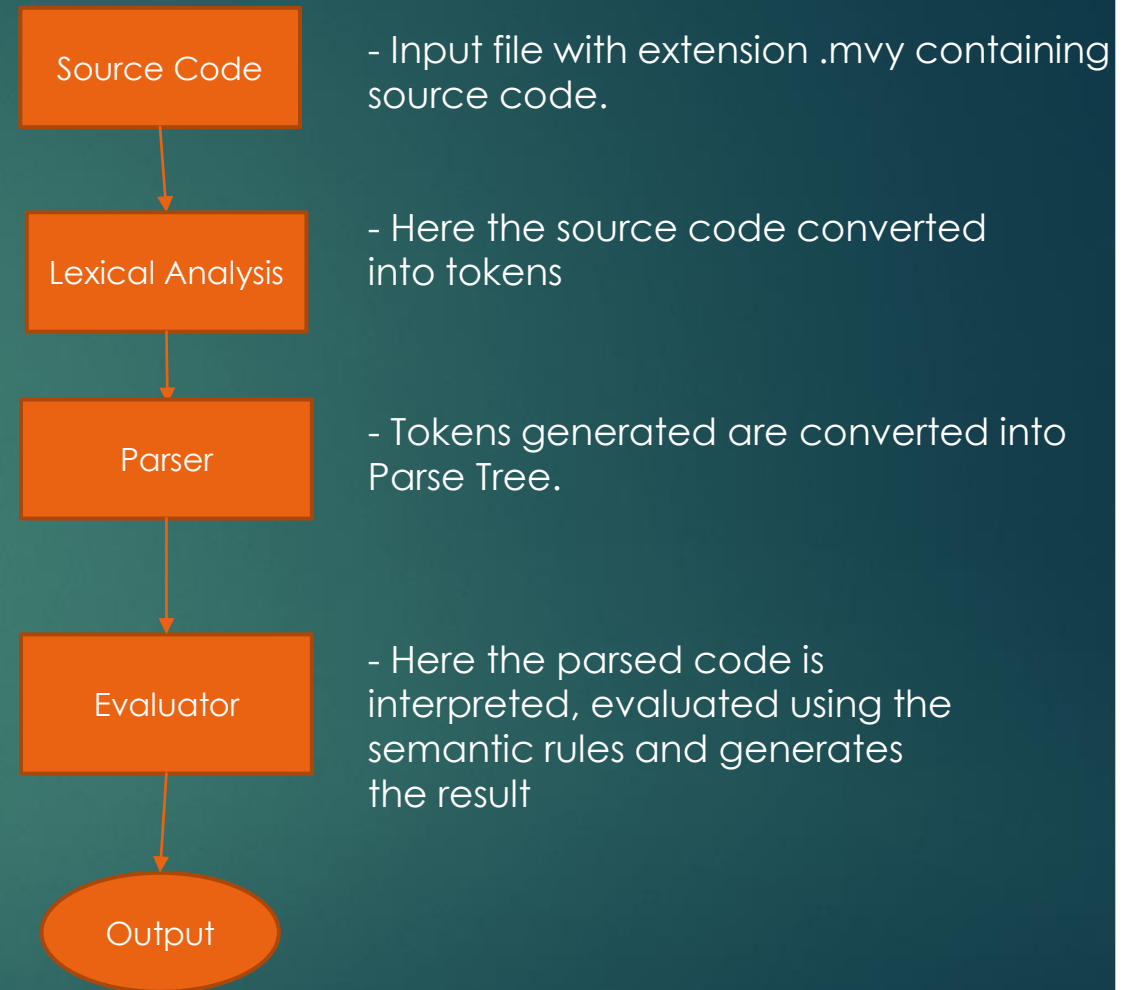 Source Code
- Input file with extension .mvy containing
source code.
Lexical Analysis
- Here the source code converted
into tokens
Parser
- Tokens generated are converted into
Parse Tree.
Evaluator
- Here the parsed code is
interpreted, evaluated using the
semantic rules and generates
the result
Output